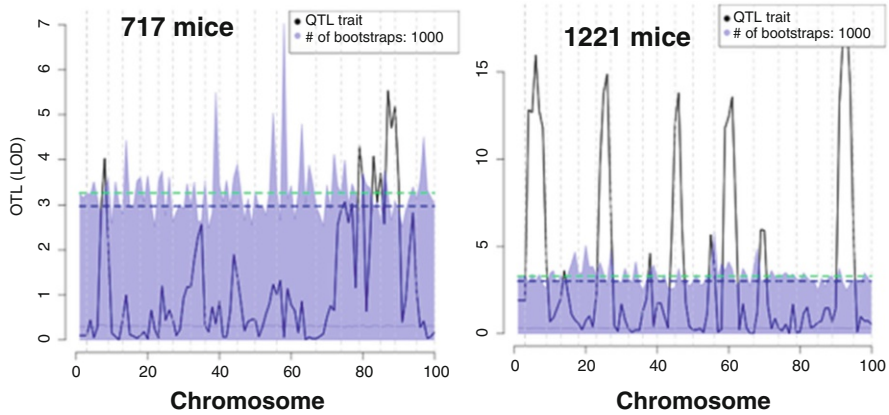 717 mice
QTL trait
# of bootstraps: 1000
7
6
5
4
3
2
1
0
OTL (LOD)
0 20 40 60 80 100
Chromosome
1221 mice
QTL trait
# of bootstraps: 1000
15
10
5
0
0 20 40 60 80 100
Chromosome